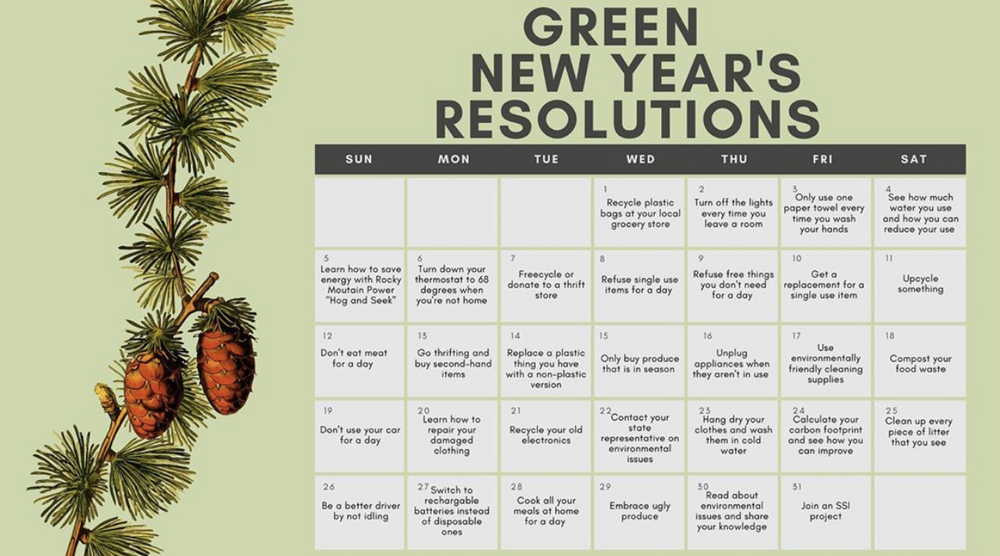 GREEN
NEW YEAR'S
RESOLUTIONS
SUN MON TUE WED THU FRI SAT
1
Recycle plastic
bags at your local
grocery store
2
Turn off the lights
every time you
leave a room
3
Only use one
paper towel every
time you wash
your hands
4
See how much
water you use
and how you can
reduce your use
5
Learn how to save
energy with Rocky
Moutain Power
"Hog and Seek"
6
Turn down your
thermostat to 68
degrees when
you're not home
7
Freecycle or
donate to a thrift
store
8
Refuse single use
items for a day
9
Refuse free things
you don't need
for a day
10
Get a
replacement for a
single use item
11
Upcycle
something
12
Don't eat meat
for a day
13
Go thrifting and
buy second-hand
items
14
Replace a plastic
thing you have
with a non-plastic
version
15
Only buy produce
that is in season
16
Unplug
appliances when
they aren't in use
17
Use
environmentally
friendly cleaning
supplies
18
Compost your
food waste
19
Don't use your car
for a day
20
Learn how to
repair your
damaged
clothing
21
Recycle your old
electronics
22
Contact your
state
representative on
environmental
issues
23
Hang dry your
clothes and wash
them in cold
water
24
Calculate your
carbon footprint
and see how you
can improve
25
Clean up every
piece of litter
that you see
26
Be a better driver
by not idling
27
Switch to
rechargable
batteries instead
of disposable
ones
28
Cook all your
meals at home
for a day
29
Embrace ugly
produce
30
Read about
environmental
issues and share
your knowledge
31
Join an SSI
project